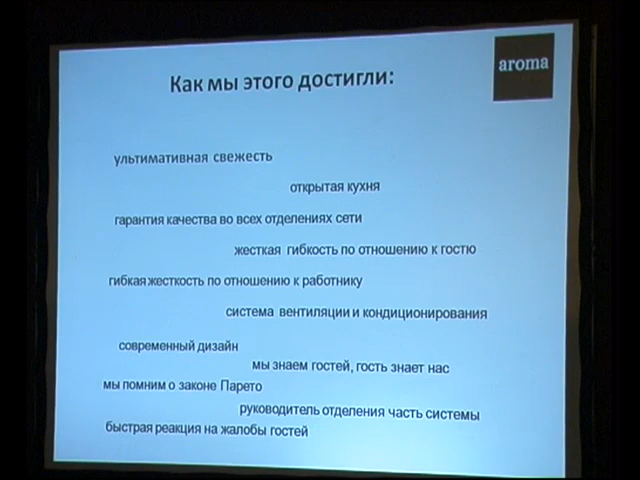 Как мы этого достигли:
aroma
ультимативная свежесть
открытая кухня
гарантия качества во всех отделениях сети
жесткая гибкость по отношению к гостю
гибкая жесткость по отношению к работнику
система вентиляции и кондиционирования
современный дизайн
мы знаем гостей, гость знает нас
мы помним о законе Парето
руководитель отделения часть системы
быстрая реакция на жалобы гостей